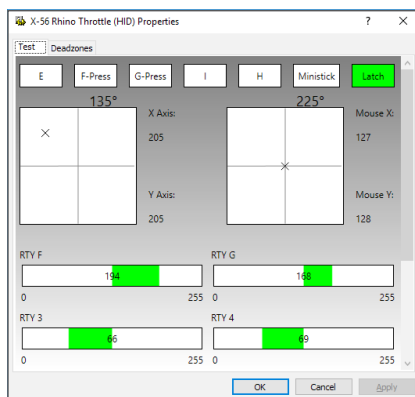 X-56 Rhino Throttle (HID) Properties ? X
Test Deadzones
E F-Press G-Press I H Ministick Latch
135° 225°
X Axis: Mouse X:
205 127
Y Axis: Mouse Y:
205 128
RTY F RTY G
194 168
0 255 0 255
RTY 3 RTY 4
66 69
0 255 0 255
OK Cancel Apply